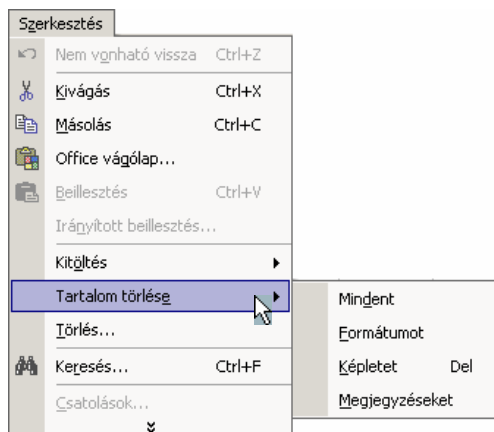 Szerkesztés
Nem vonható vissza Ctrl+Z
Kivágás Ctrl+X
Másolás Ctrl+C
Office vágólap...
Beillesztés Ctrl+V
Irányított beillesztés...
Kitöltés
Tartalom törlése
Törlés...
Keresés... Ctrl+F
Csatolások...
Mindent
Formátumot
Képletet Del
Megjegyzéseket